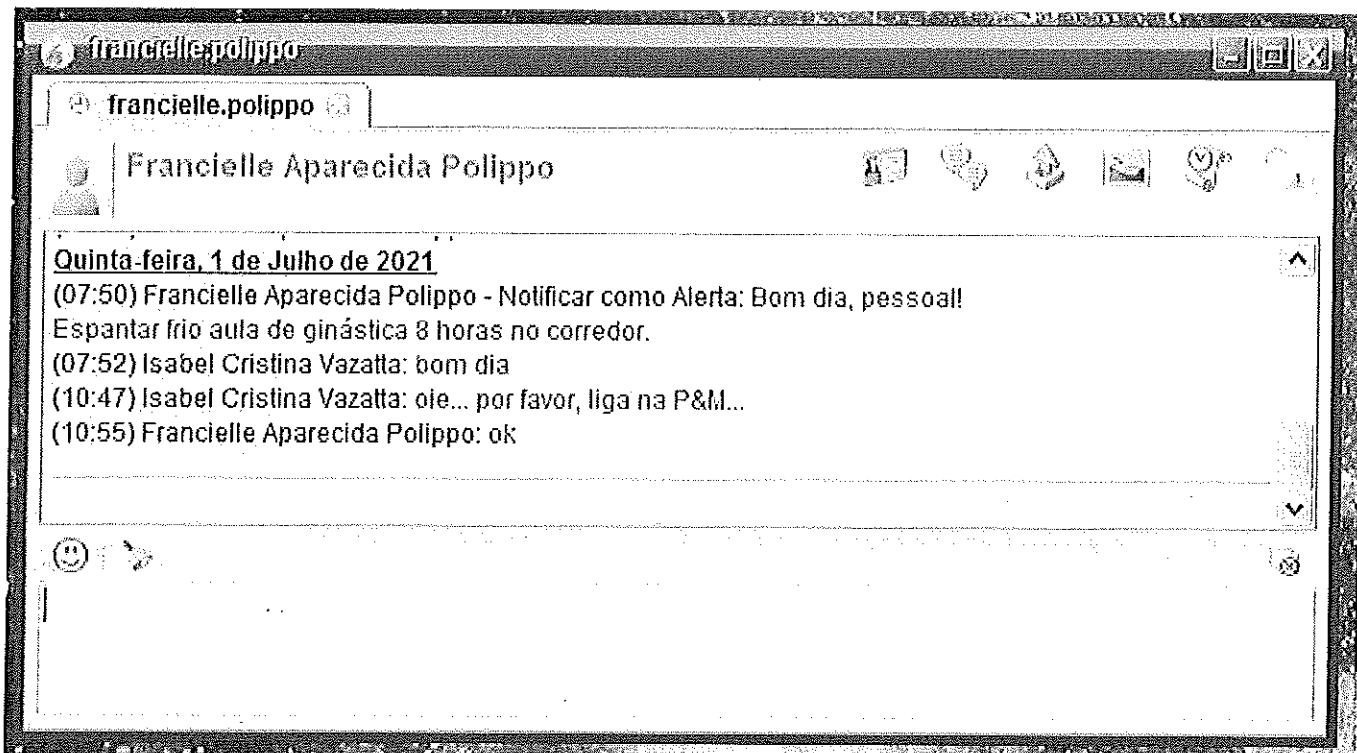 francielle.polippo
francielle.polippo
Francielle Aparecida Polippo
Quinta-feira, 1 de Julho de 2021
(07:50) Francielle Aparecida Polippo - Notificar como Alerta: Bom dia, pessoal!
Espantar frio aula de ginástica 8 horas no corredor.
(07:52) Isabel Cristina Vazatta: bom dia
(10:47) Isabel Cristina Vazatta: oie... por favor, liga na P&M...
(10:55) Francielle Aparecida Polippo: ok